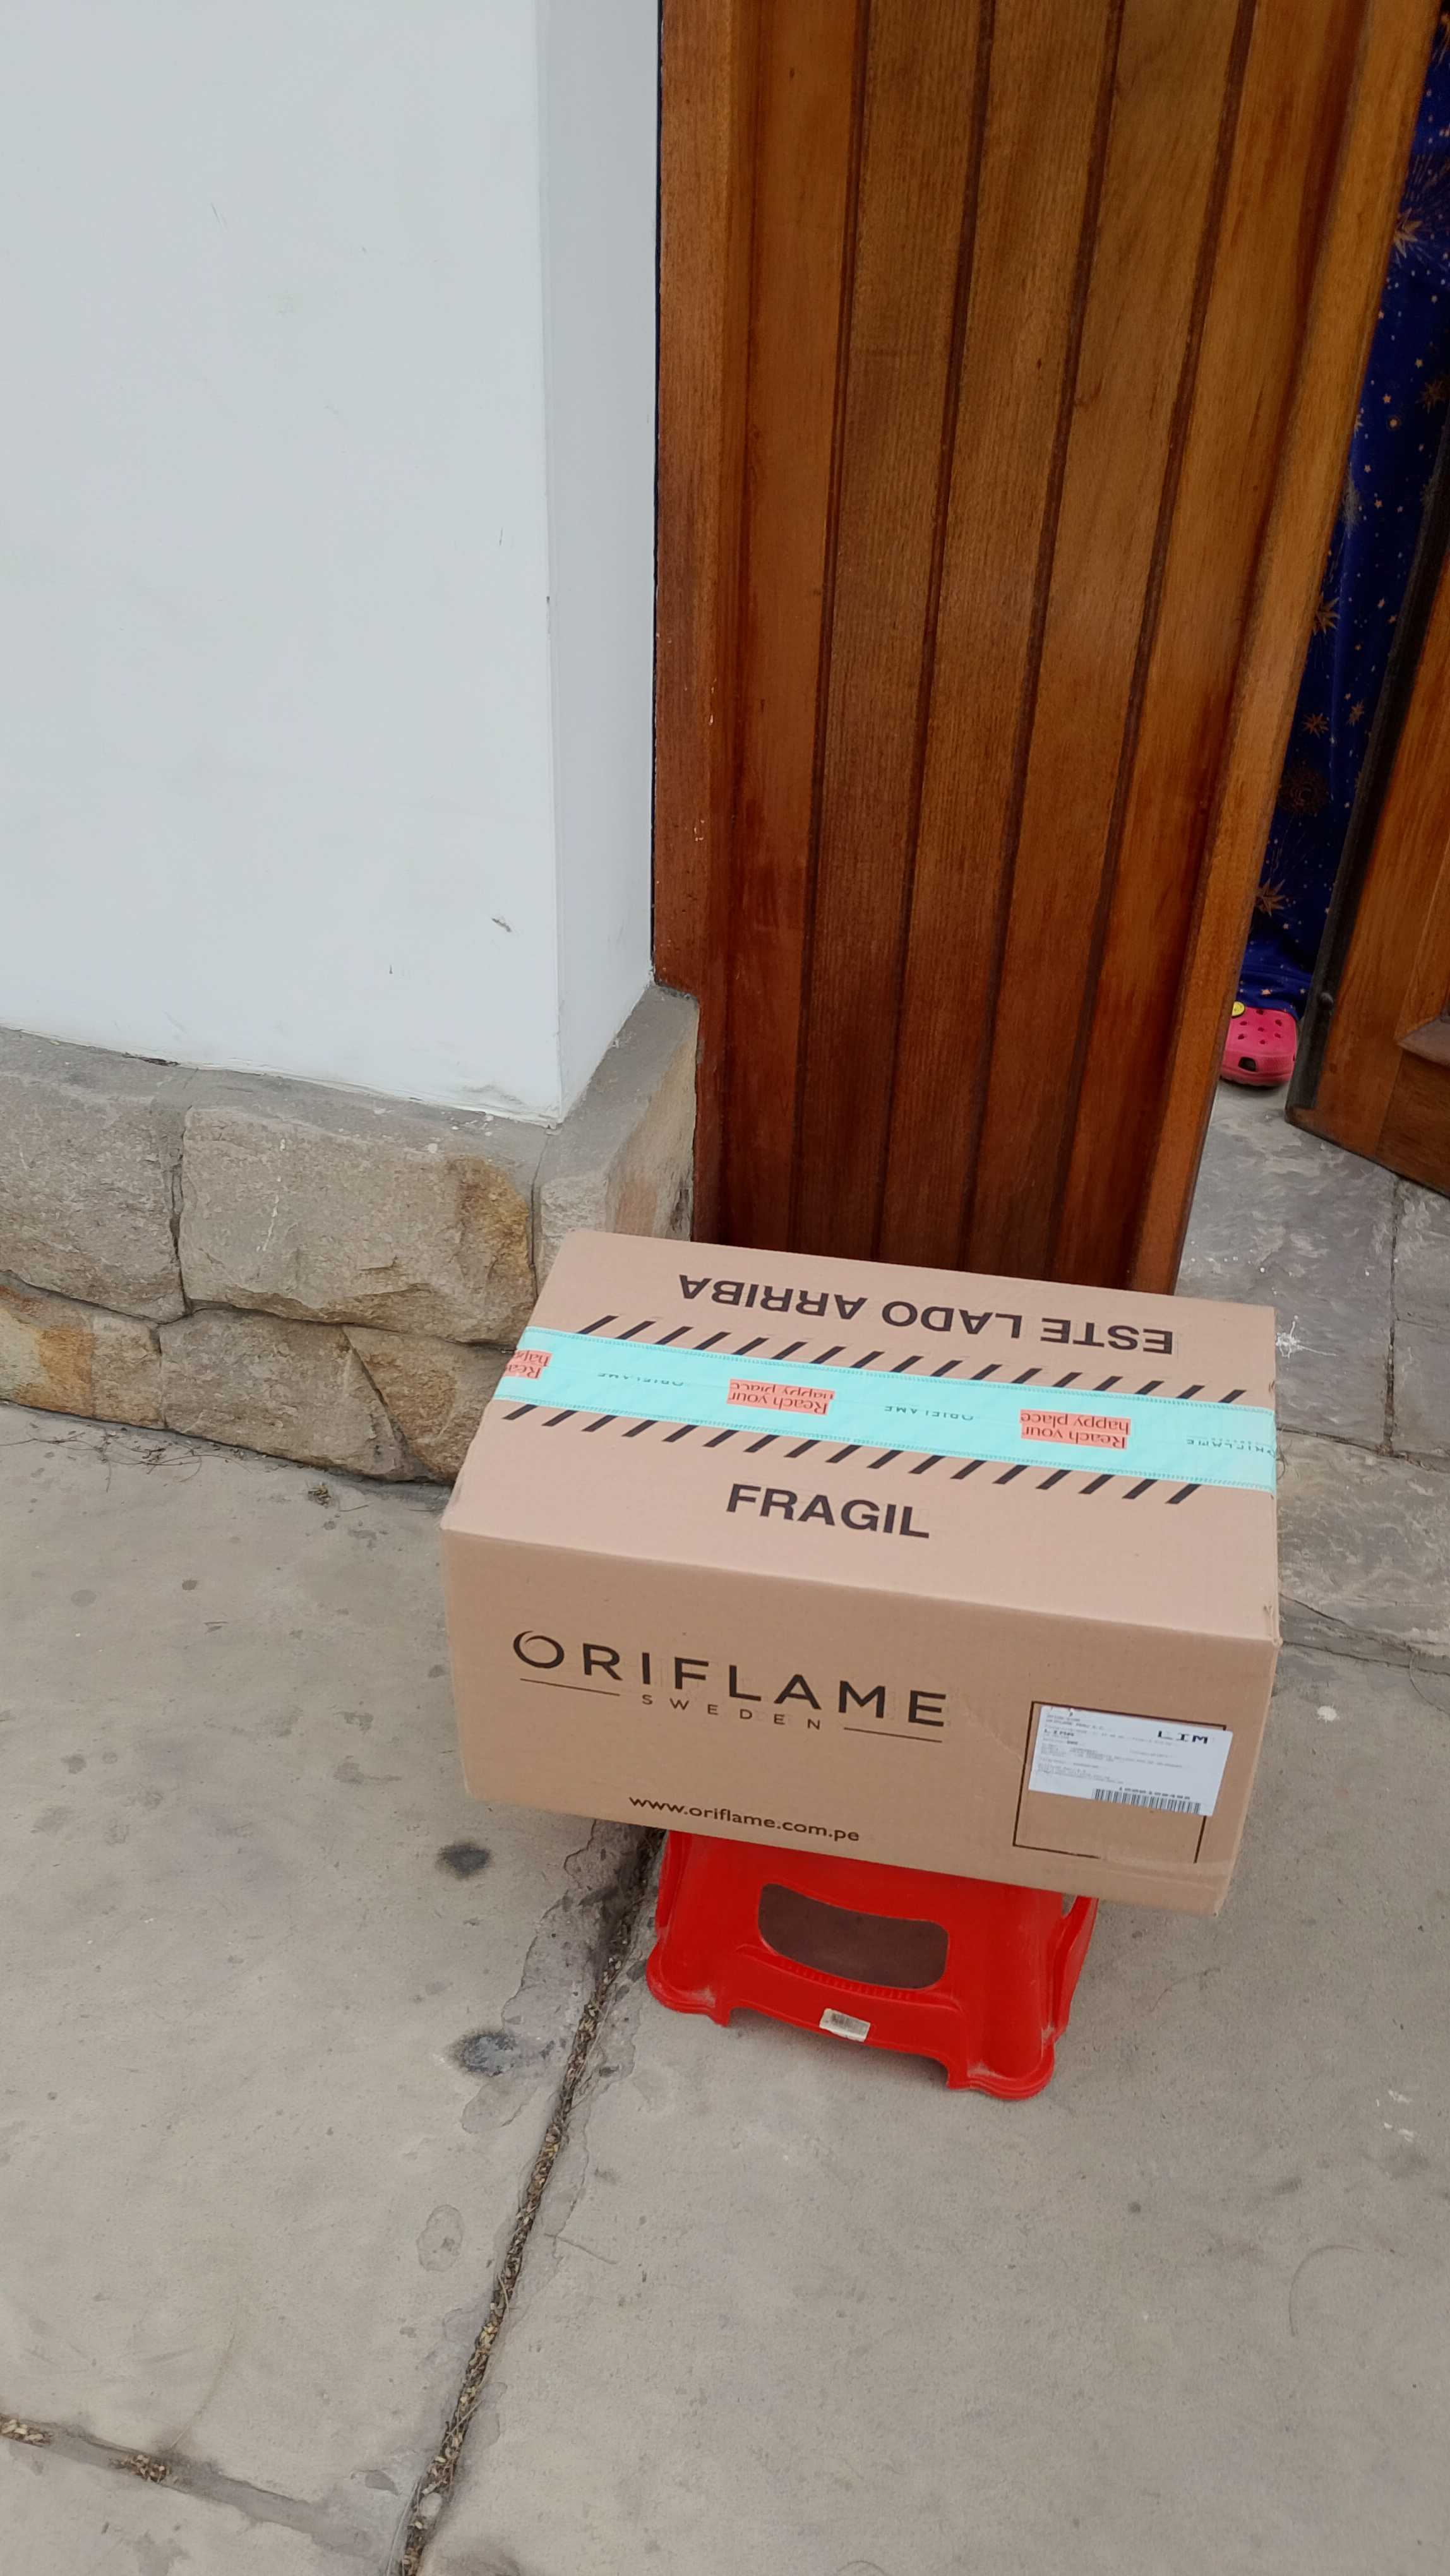 ESTE LADO ARRIBA
Reach your
happy place
ORIFLAME
Reach your
happy place
ORIFLAME
FRAGIL
ORIFLAME
SWEDEN
LIM
www.oriflame.com.pe